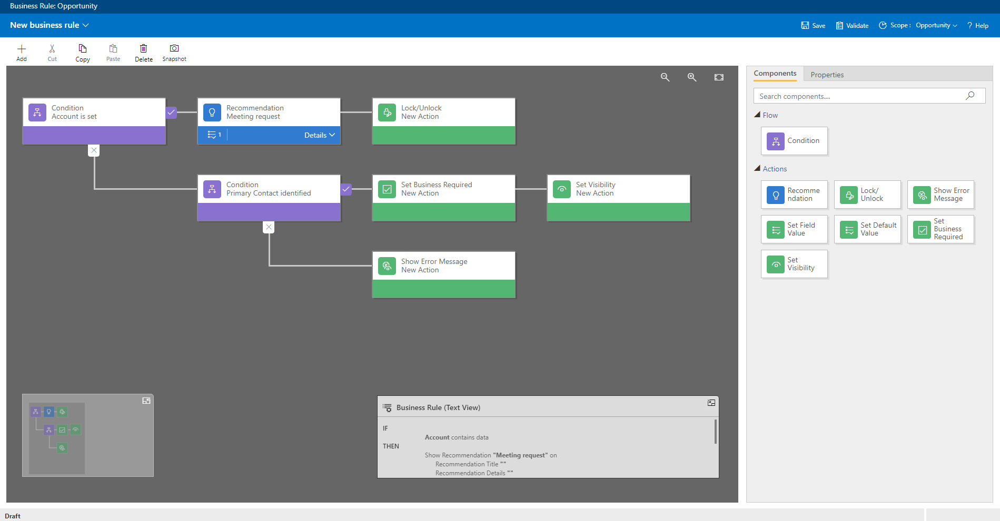 Business Rule: Opportunity
New business rule
Save
Validate
Scope :
Opportunity
? Help
Add
Cut
Copy
Paste
Delete
Snapshot
Condition
Account is set
Recommendation
Meeting request
1
Details
Lock/Unlock
New Action
Condition
Primary Contact identified
Set Business Required
New Action
Set Visibility
New Action
Show Error Message
New Action
Business Rule (Text View)
IF
Account contains data
THEN
Show Recommendation "Meeting request" on
Recommendation Title ""
Recommendation Details ""
Components
Properties
Search components....
Flow
Condition
Actions
Recomme
ndation
Lock/
Unlock
Show Error
Message
Set Field
Value
Set Default
Value
Set
Business
Required
Set
Visibility
Draft